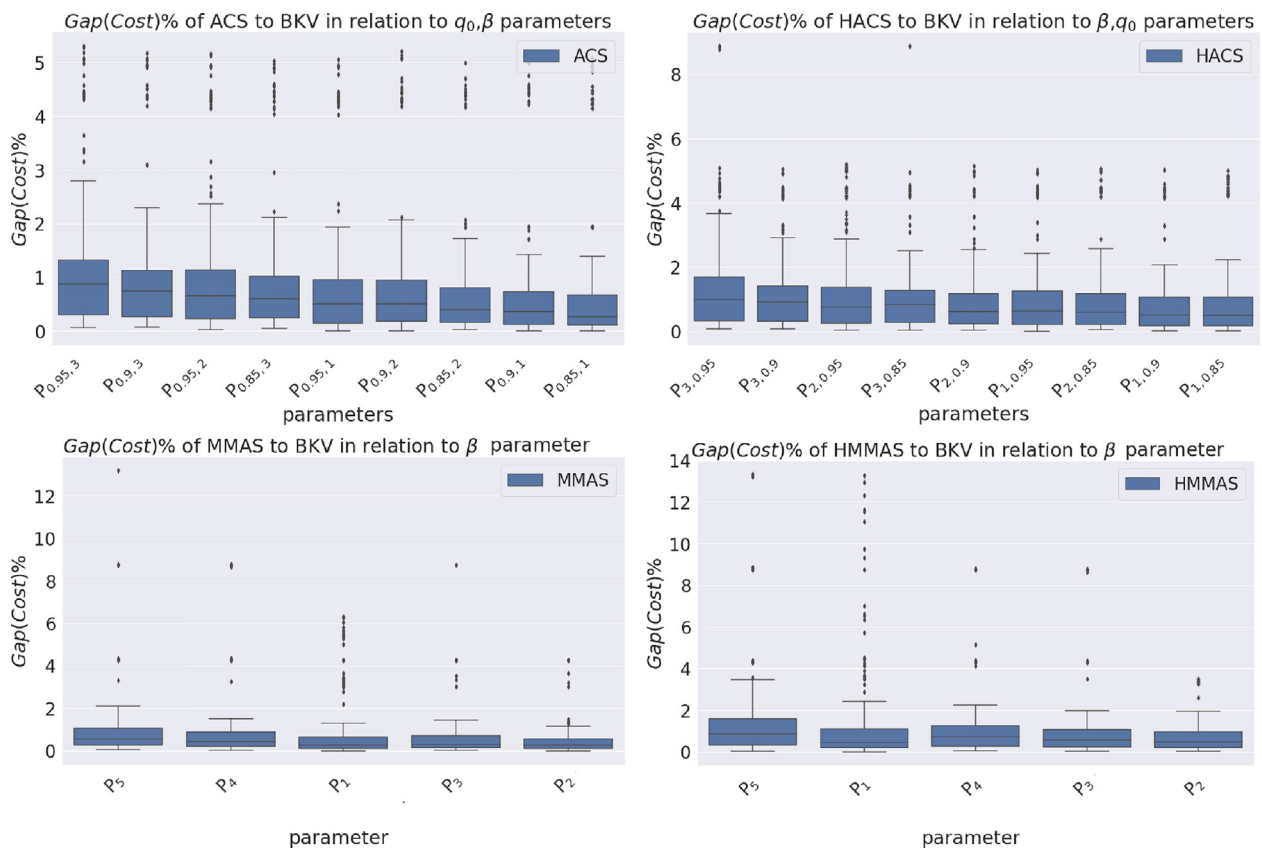 Gap(Cost)% of ACS to BKV in relation to q₀,β parameters
ACS
Gap(Cost)%
5
4
3
2
1
0
P₀.₉₅,₃ P₀.₉,₃ P₀.₉₅,₂ P₀.₈₅,₃ P₀.₉₅,₁ P₀.₉,₂ P₀.₈₅,₂ P₀.₉,₁ P₀.₈₅,₁
parameters
Gap(Cost)% of HACS to BKV in relation to β,q₀ parameters
HACS
Gap(Cost)%
8
6
4
2
0
P₃,₀.₉₅ P₃,₀.₉ P₂,₀.₉₅ P₃,₀.₈₅ P₂,₀.₉ P₁,₀.₉₅ P₂,₀.₈₅ P₁,₀.₉ P₁,₀.₈₅
parameters
Gap(Cost)% of MMAS to BKV in relation to β parameter
MMAS
Gap(Cost)%
12
10
8
6
4
2
0
P₅ P₄ P₁ P₃ P₂
parameter
Gap(Cost)% of HMMAS to BKV in relation to β parameter
HMMAS
Gap(Cost)%
14
12
10
8
6
4
2
0
P₅ P₁ P₄ P₃ P₂
parameter